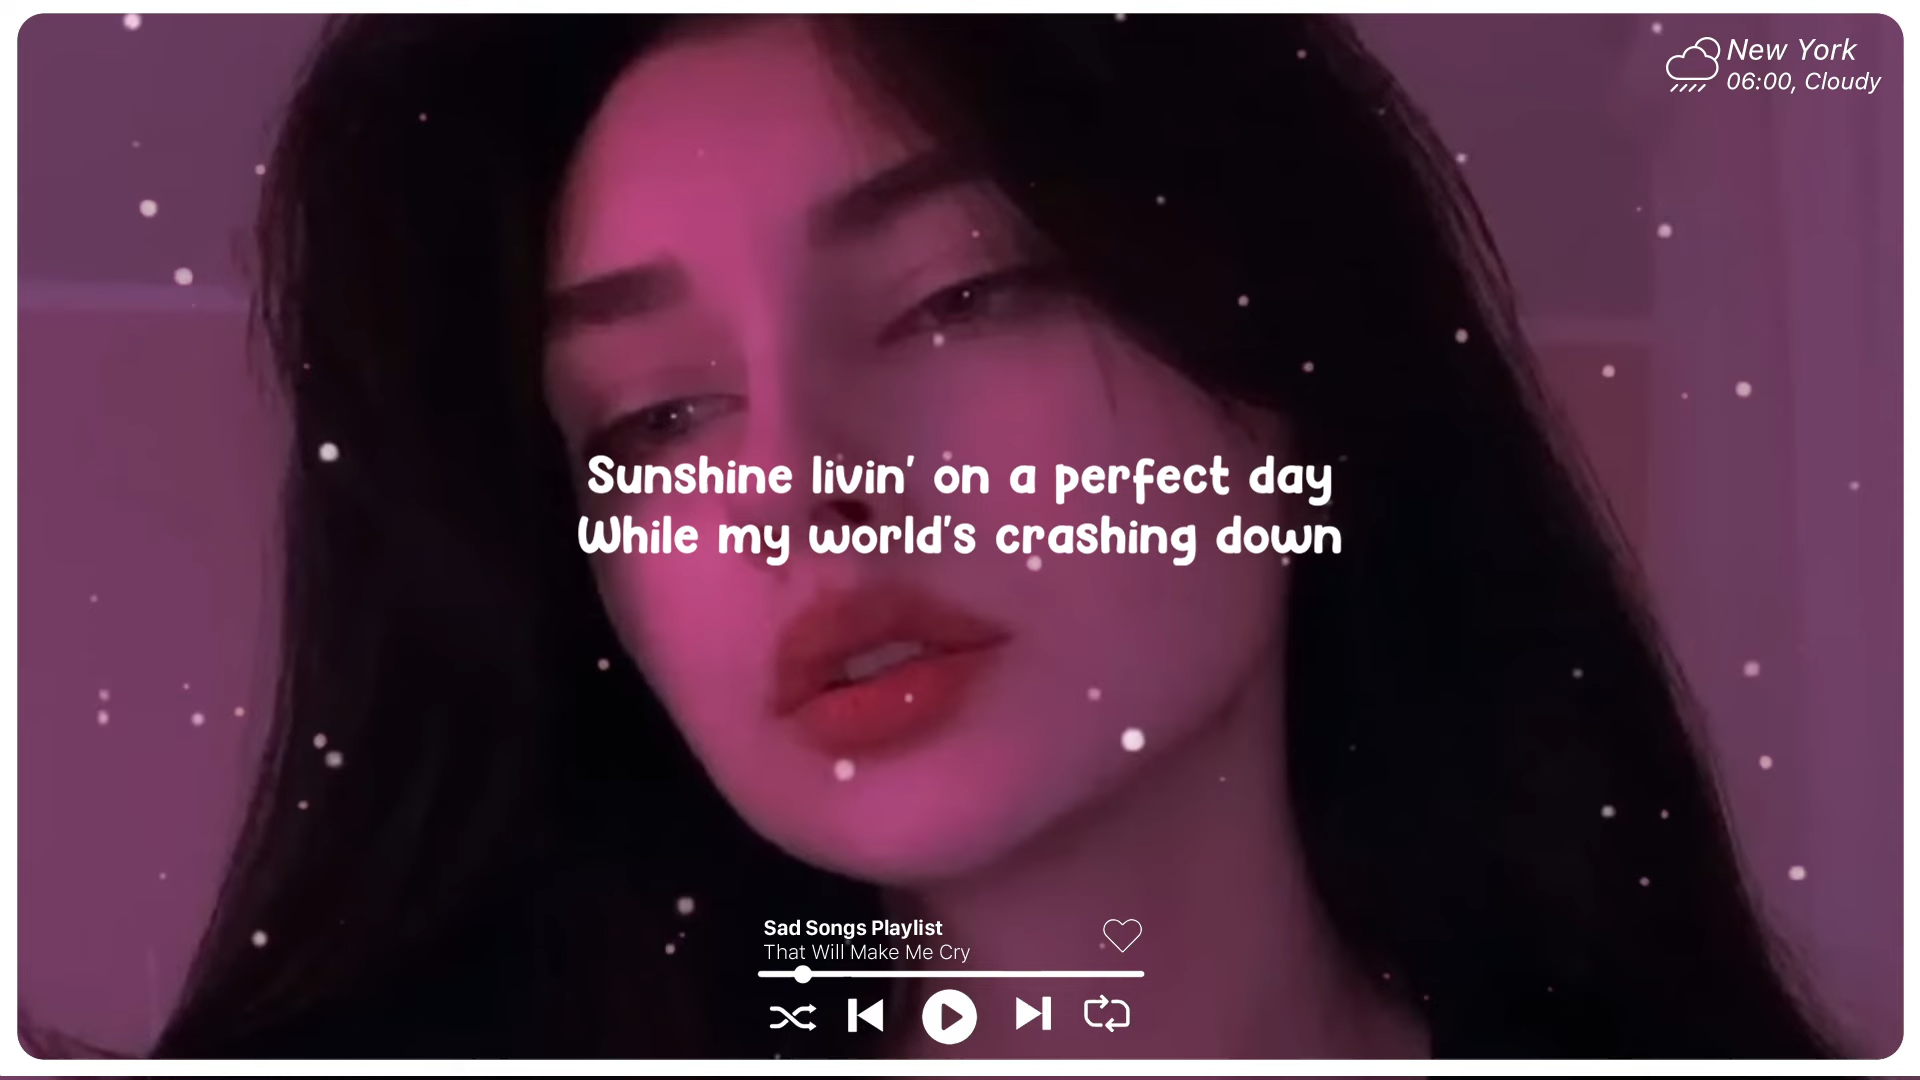 New York
06:00, Cloudy
Sunshine livin' on a perfect day
While my world's crashing down
Sad Songs Playlist
That Will Make Me Cry